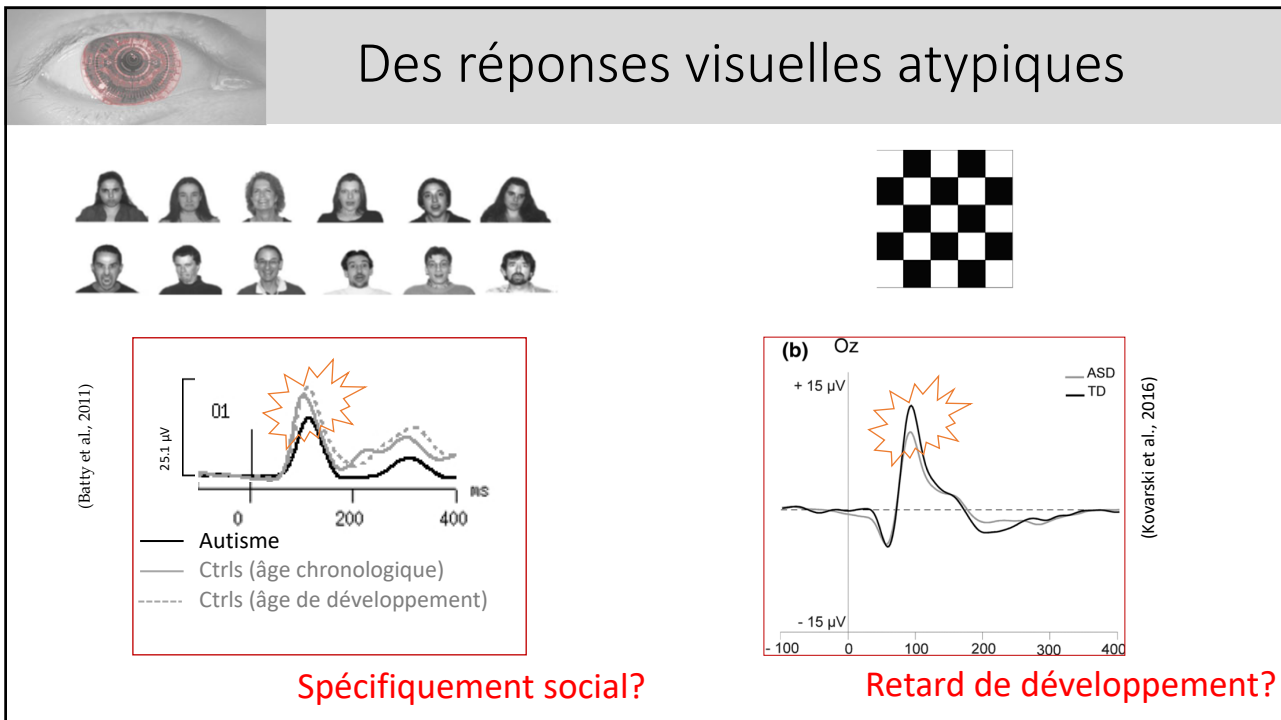 Des réponses visuelles atypiques
(Batty et al., 2011)
25.1 µV
01
ms
0 200 400
Autisme
Ctrls (âge chronologique)
Ctrls (âge de développement)
Spécifiquement social?
(b) Oz
+ 15 µV
ASD
TD
- 15 µV
- 100 0 100 200 300 400
(Kovarski et al., 2016)
Retard de développement?